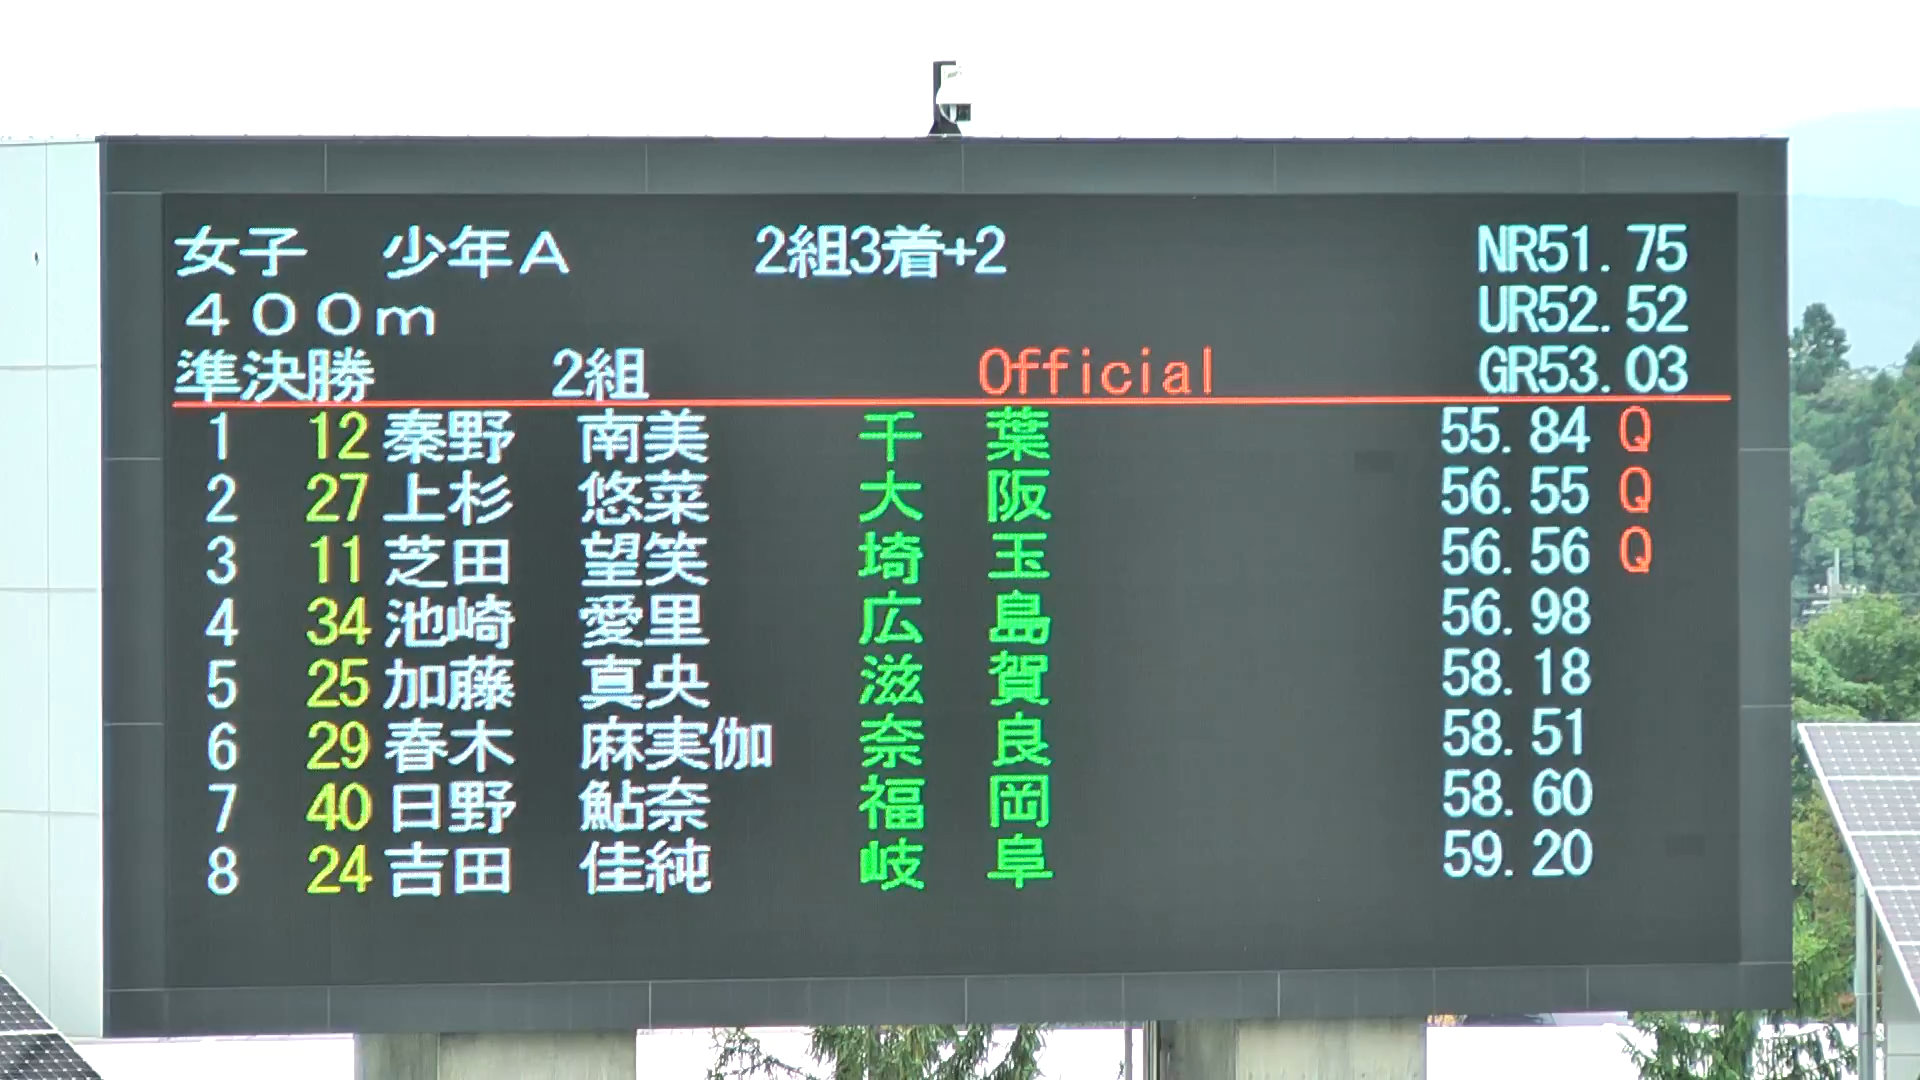 女子 少年A 2組3着+2 NR51.75
400m UR52.52
準決勝 2組 Official GR53.03
1 12 秦野 南美 千葉 55.84 Q
2 27 上杉 悠菜 大阪 56.55 Q
3 11 芝田 望笑 埼玉 56.56 Q
4 34 池崎 愛里 広島 56.98
5 25 加藤 真央 滋賀 58.18
6 29 春木 麻実伽 奈良 58.51
7 40 日野 鮎奈 福岡 58.60
8 24 吉田 佳純 岐阜 59.20